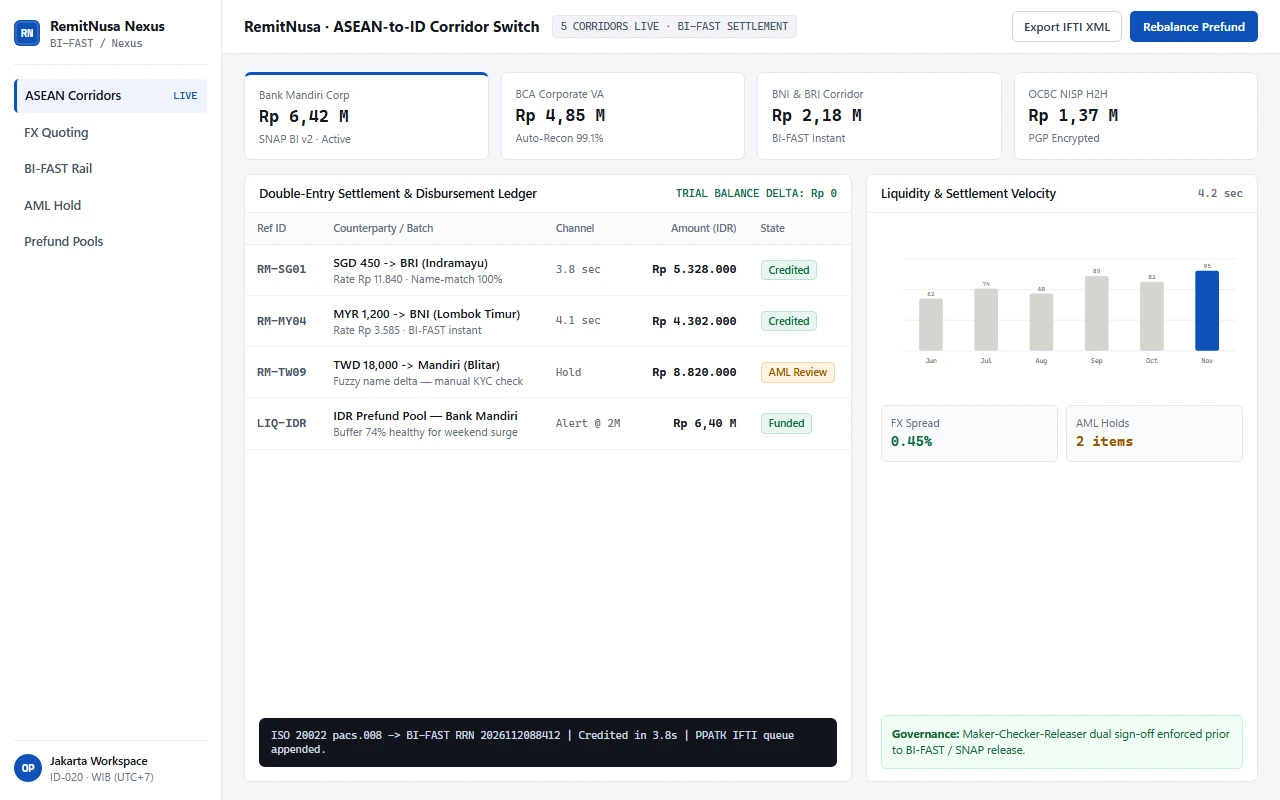 RN
RemitNusa Nexus
BI-FAST / Nexus
ASEAN Corridors LIVE
FX Quoting
BI-FAST Rail
AML Hold
Prefund Pools
OP
Jakarta Workspace
ID-020 · WIB (UTC+7)
RemitNusa · ASEAN-to-ID Corridor Switch
5 CORRIDORS LIVE · BI-FAST SETTLEMENT
Export IFTI XML
Rebalance Prefund
Bank Mandiri Corp
Rp 6,42 M
SNAP BI v2 · Active
BCA Corporate VA
Rp 4,85 M
Auto-Recon 99.1%
BNI & BRI Corridor
Rp 2,18 M
BI-FAST Instant
OCBC NISP H2H
Rp 1,37 M
PGP Encrypted
Double-Entry Settlement & Disbursement Ledger
TRIAL BALANCE DELTA: Rp 0
Ref ID Counterparty / Batch Channel Amount (IDR) State
RM-SG01 SGD 450 -> BRI (Indramayu) 3.8 sec Rp 5.328.000 Credited
Rate Rp 11.840 · Name-match 100%
RM-MY04 MYR 1,200 -> BNI (Lombok Timur) 4.1 sec Rp 4.302.000 Credited
Rate Rp 3.585 · BI-FAST instant
RM-TW09 TWD 18,000 -> Mandiri (Blitar) Hold Rp 8.820.000 AML Review
Fuzzy name delta — manual KYC check
LIQ-IDR IDR Prefund Pool — Bank Mandiri Alert @ 2M Rp 6,40 M Funded
Buffer 74% healthy for weekend surge
ISO 20022 pacs.008 -> BI-FAST RRN 2026112088412 | Credited in 3.8s | PPATK IFTI queue
appended.
Liquidity & Settlement Velocity
4.2 sec
62 74 68 89 82 95
Jun Jul Aug Sep Oct Nov
FX Spread
0.45%
AML Holds
2 items
Governance: Maker-Checker-Releaser dual sign-off enforced prior
to BI-FAST / SNAP release.